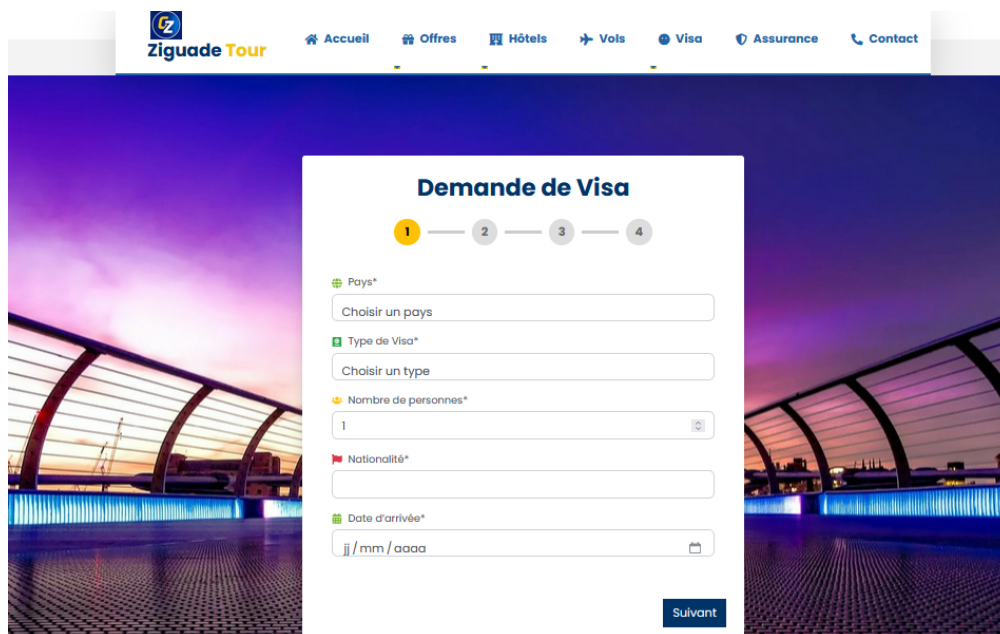 GZ
Ziguade Tour
Accueil
Offres
Hôtels
Vols
Visa
Assurance
Contact
Demande de Visa
1 2 3 4
Pays*
Choisir un pays
Type de Visa*
Choisir un type
Nombre de personnes*
1
Nationalité*
Date d'arrivée*
jj/mm/aaaa
Suivant